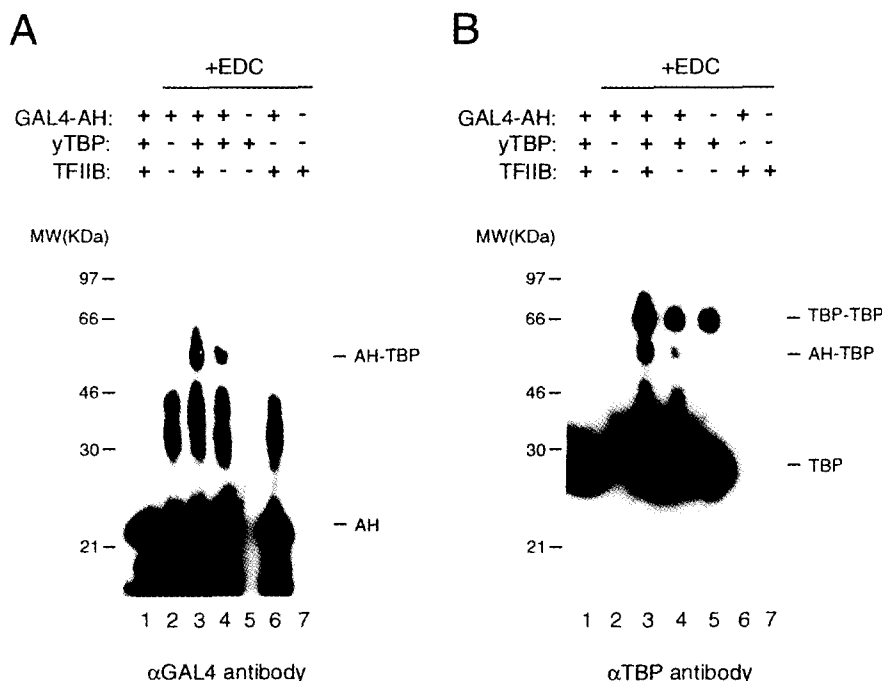 A
+EDC
GAL4-AH: + + + + - + -
yTBP: + - + + + - -
TFIIB: + - + - - + +
MW(KDa)
97
66
46
30
21
AH-TBP
AH
1 2 3 4 5 6 7
αGAL4 antibody
B
+EDC
GAL4-AH: + + + + - + -
yTBP: + - + + + - -
TFIIB: + - + - - + +
MW(KDa)
97
66
46
30
21
TBP-TBP
AH-TBP
TBP
1 2 3 4 5 6 7
αTBP antibody